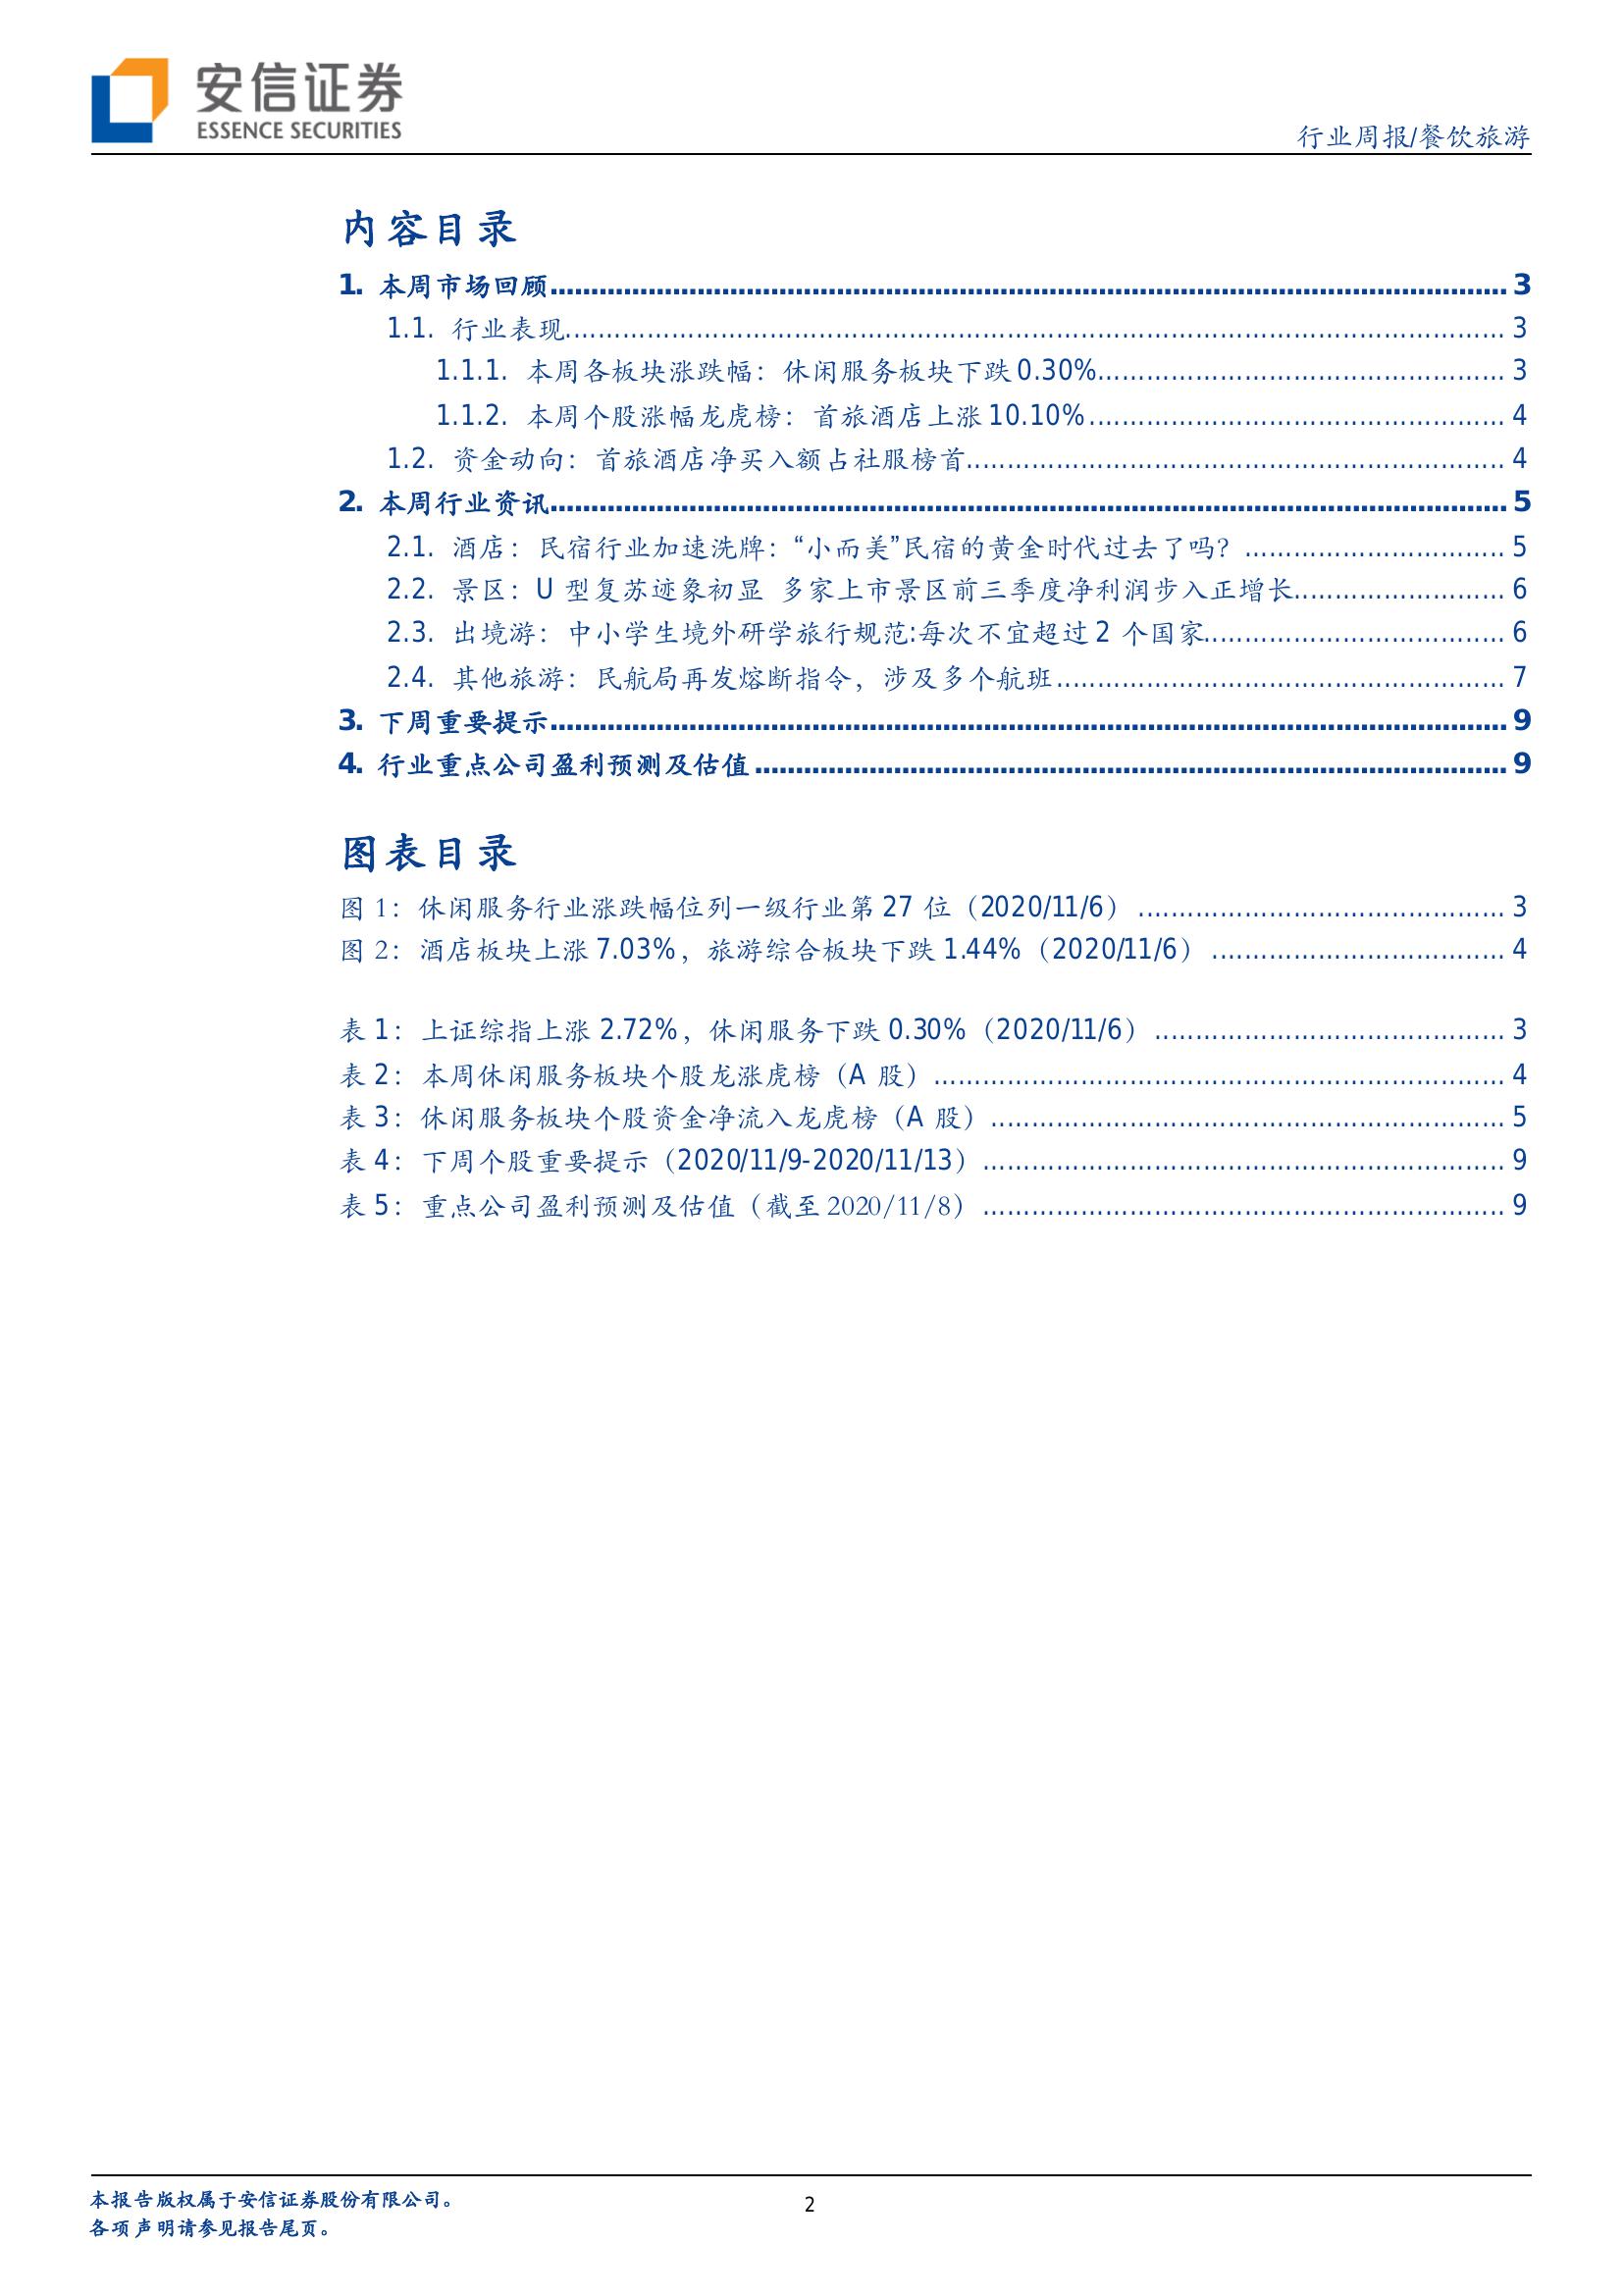 安信证券
ESSENCE SECURITIES
行业周报/餐饮旅游
内容目录
1. 本周市场回顾 3
1.1. 行业表现 3
1.1.1. 本周各板块涨跌幅：休闲服务板块下跌 0.30% 3
1.1.2. 本周个股涨幅龙虎榜：首旅酒店上涨 10.10% 4
1.2. 资金动向：首旅酒店净买入额占社服榜首 4
2. 本周行业资讯 5
2.1. 酒店：民宿行业加速洗牌：“小而美”民宿的黄金时代过去了吗？ 5
2.2. 景区：U 型复苏迹象初显 多家上市景区前三季度净利润步入正增长 6
2.3. 出境游：中小学生境外研学旅行规范:每次不宜超过 2 个国家 6
2.4. 其他旅游：民航局再发熔断指令，涉及多个航班 7
3. 下周重要提示 9
4. 行业重点公司盈利预测及估值 9
图表目录
图 1：休闲服务行业涨跌幅位列一级行业第 27 位（2020/11/6） 3
图 2：酒店板块上涨 7.03%，旅游综合板块下跌 1.44%（2020/11/6） 4
表 1：上证综指上涨 2.72%，休闲服务下跌 0.30%（2020/11/6） 3
表 2：本周休闲服务板块个股龙涨虎榜（A 股） 4
表 3：休闲服务板块个股资金净流入龙虎榜（A 股） 5
表 4：下周个股重要提示（2020/11/9-2020/11/13） 9
表 5：重点公司盈利预测及估值（截至 2020/11/8） 9
本报告版权属于安信证券股份有限公司。
2
各项声明请参见报告尾页。